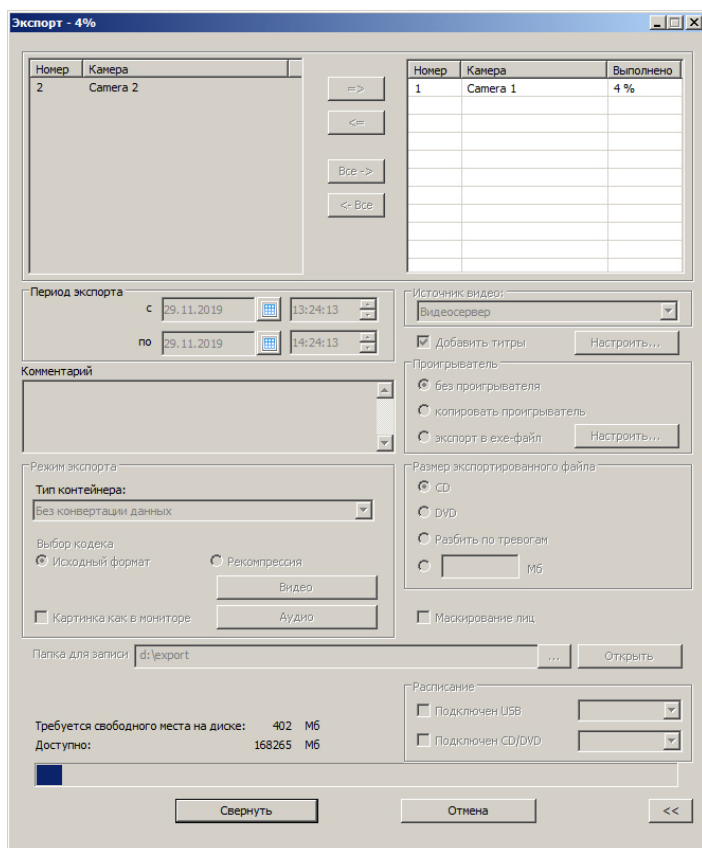 Экспорт - 4%
Номер Камера
2 Camera 2
=>
<=
Все ->
<- Все
Номер Камера Выполнено
1 Camera 1 4 %
Период экспорта
с 29.11.2019 13:24:13
по 29.11.2019 14:24:13
Источник видео:
Видеосервер
Добавить титры Настроить...
Комментарий
Проигрыватель
без проигрывателя
копировать проигрыватель
экспорт в exe-файл Настроить...
Режим экспорта
Тип контейнера:
Без конвертации данных
Выбор кодека
Исходный формат Рекомпрессия
Видео
Картинка как в мониторе Аудио
Размер экспортированного файла
CD
DVD
Разбить по тревогам
Мб
Маскирование лиц
Папка для записи d:\export ... Открыть
Расписание
Подключен USB
Подключен CD/DVD
Требуется свободного места на диске: 402 Мб
Доступно: 168265 Мб
Свернуть Отмена <<